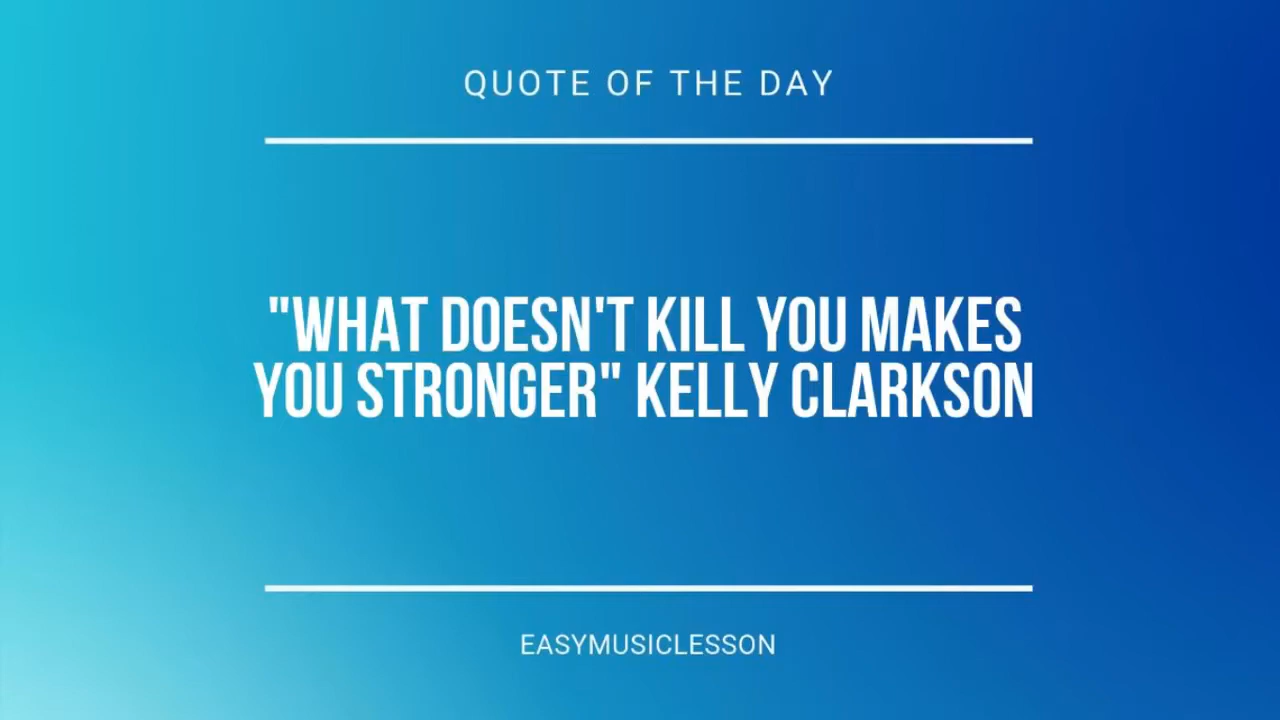 QUOTE OF THE DAY
"WHAT DOESN'T KILL YOU MAKES
YOU STRONGER" KELLY CLARKSON
EASYMUSICLESSON